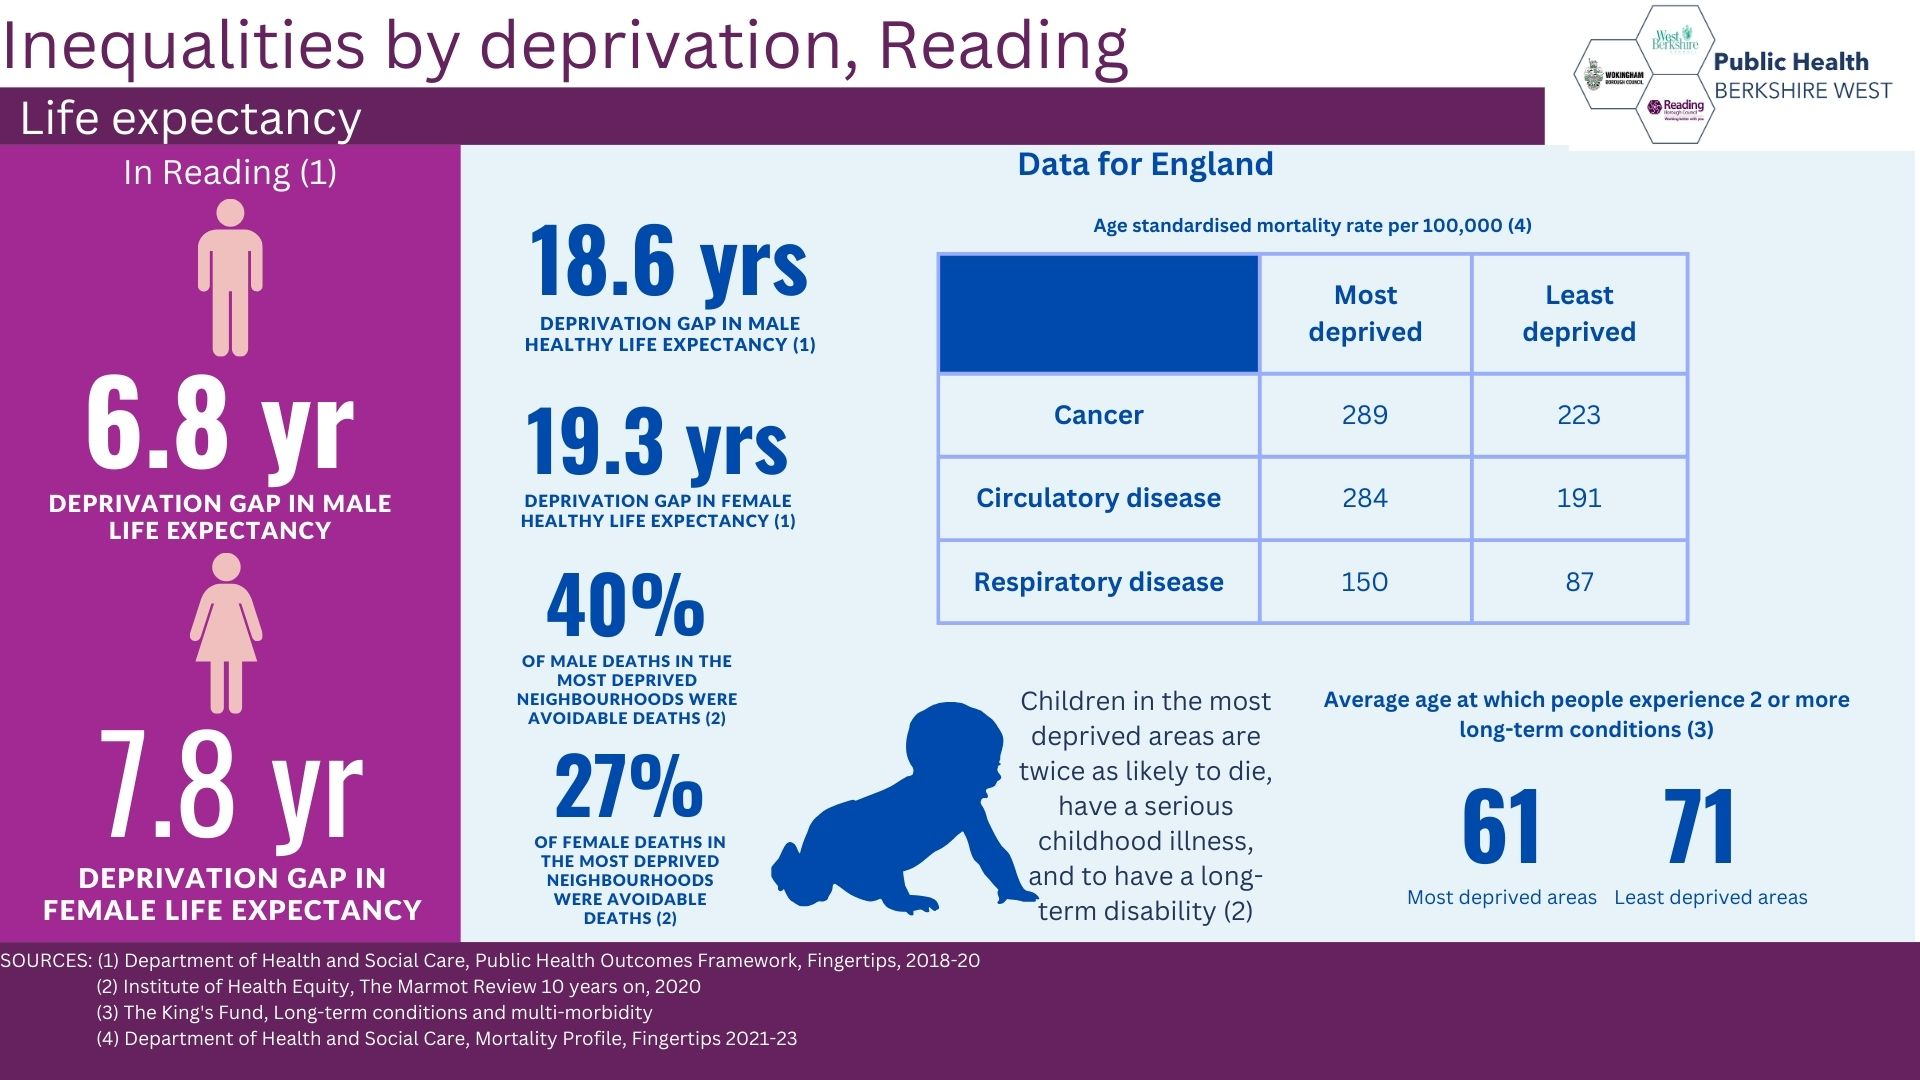 Inequalities by deprivation, Reading
West
Berkshire
WOKINGHAM
BOROUGH COUNCIL
Reading
Borough Council
Working better with you
Public Health
BERKSHIRE WEST
Life expectancy
In Reading (1)
6.8 yr
DEPRIVATION GAP IN MALE
LIFE EXPECTANCY
7.8 yr
DEPRIVATION GAP IN
FEMALE LIFE EXPECTANCY
Data for England
18.6 yrs
DEPRIVATION GAP IN MALE
HEALTHY LIFE EXPECTANCY (1)
19.3 yrs
DEPRIVATION GAP IN FEMALE
HEALTHY LIFE EXPECTANCY (1)
40%
OF MALE DEATHS IN THE
MOST DEPRIVED
NEIGHBOURHOODS WERE
AVOIDABLE DEATHS (2)
27%
OF FEMALE DEATHS IN
THE MOST DEPRIVED
NEIGHBOURHOODS
WERE AVOIDABLE
DEATHS (2)
Age standardised mortality rate per 100,000 (4)
Most deprived Least deprived
Cancer 289 223
Circulatory disease 284 191
Respiratory disease 150 87
Children in the most
deprived areas are
twice as likely to die,
have a serious
childhood illness,
and to have a long-
term disability (2)
Average age at which people experience 2 or more
long-term conditions (3)
61 71
Most deprived areas Least deprived areas
SOURCES: (1) Department of Health and Social Care, Public Health Outcomes Framework, Fingertips, 2018-20
(2) Institute of Health Equity, The Marmot Review 10 years on, 2020
(3) The King's Fund, Long-term conditions and multi-morbidity
(4) Department of Health and Social Care, Mortality Profile, Fingertips 2021-23